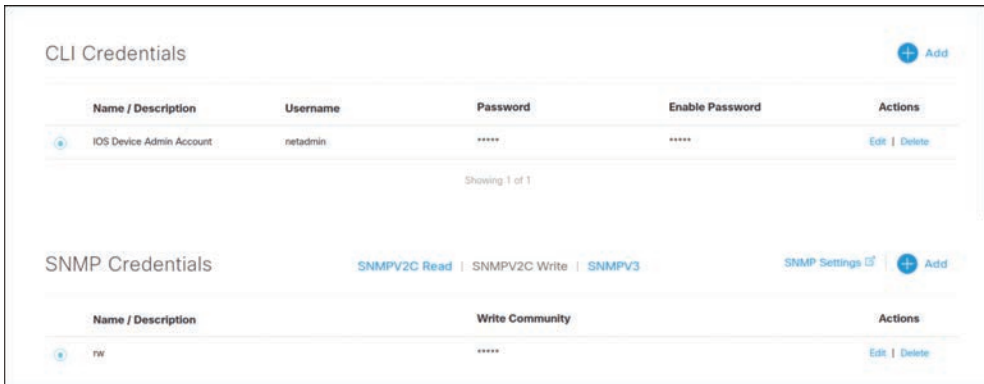 CLI Credentials Add
Name / Description Username Password Enable Password Actions
IOS Device Admin Account netadmin ***** ***** Edit | Delete
Showing 1 of 1
SNMP Credentials SNMPV2C Read | SNMPV2C Write | SNMPV3 SNMP Settings Add
Name / Description Write Community Actions
rw ***** Edit | Delete